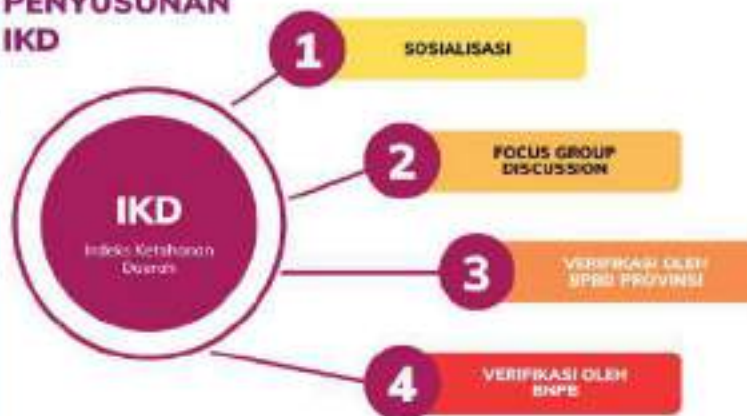 PENYUSUNAN
IKD
1
SOSIALISASI
2
FOCUS GROUP
DISCUSSION
IKD
Indeks Ketahanan
Daerah
3
VERIFIKASI OLEH
BPBD PROVINSI
4
VERIFIKASI OLEH
BNPB